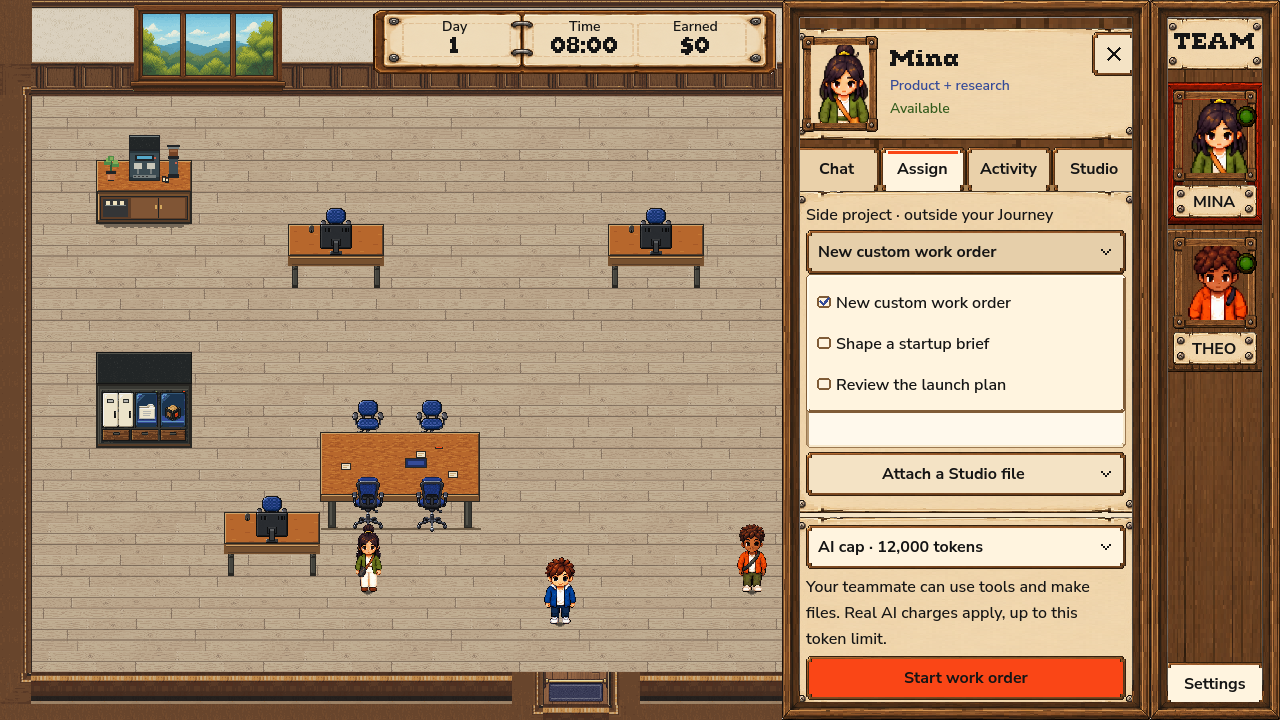 Day
1
Time
08:00
Earned
$0
Mina
Product + research
Available
Chat
Assign
Activity
Studio
Side project · outside your Journey
New custom work order
New custom work order
Shape a startup brief
Review the launch plan
Attach a Studio file
AI cap · 12,000 tokens
Your teammate can use tools and make
files. Real AI charges apply, up to this
token limit.
Start work order
TEAM
MINA
THEO
Settings